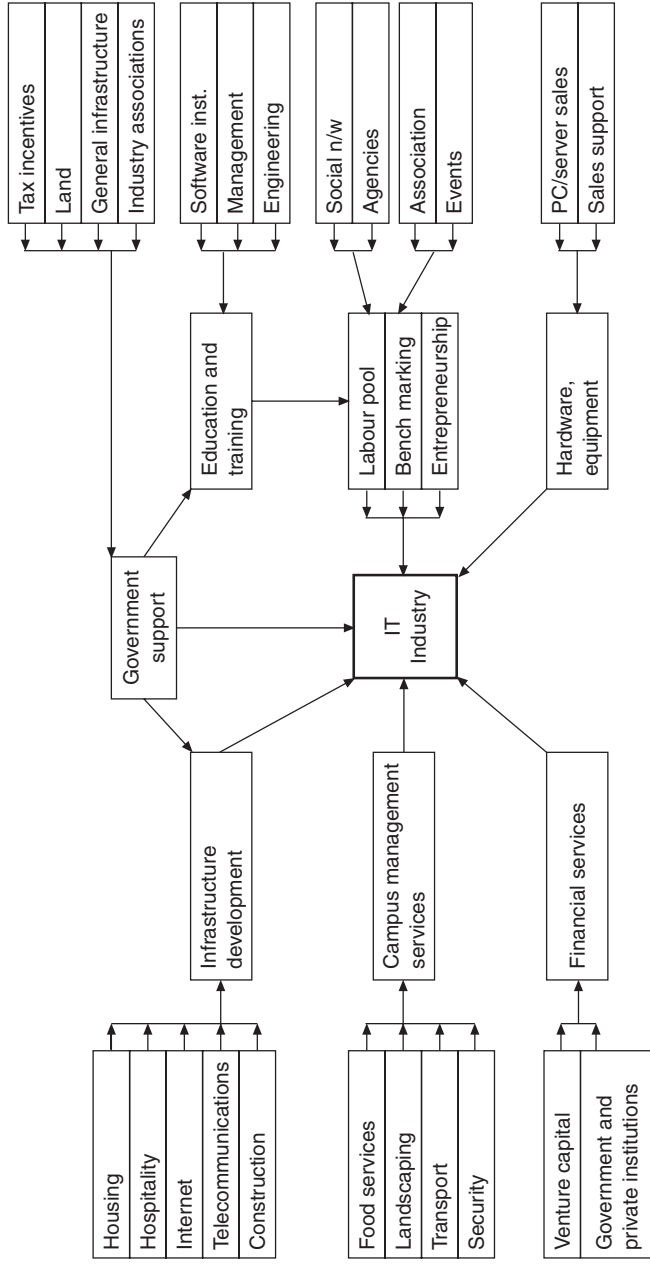 Housing
Hospitality
Internet
Telecommunications
Construction
Infrastructure
development
Government
support
Education and
training
Tax incentives
Land
General infrastructure
Industry associations
Software inst.
Management
Engineering
Food services
Landscaping
Transport
Security
Campus management
services
IT
Industry
Labour pool
Bench marking
Entrepreneurship
Social n/w
Agencies
Association
Events
Venture capital
Government and
private institutions
Financial services
Hardware,
equipment
PC/server sales
Sales support